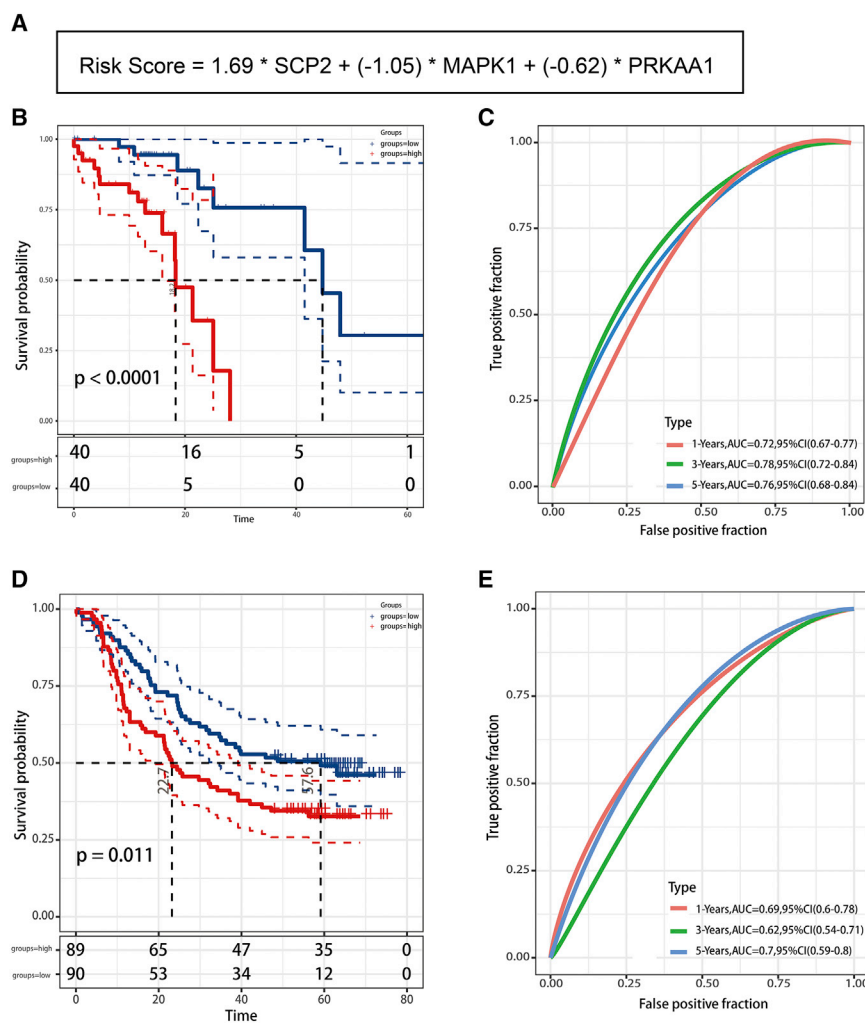 A
Risk Score = 1.69 * SCP2 + (-1.05) * MAPK1 + (-0.62) * PRKAA1
B
Groups
groups=low
groups=high
1.00
0.75
0.50
0.25
0.00
Survival probability
p < 0.0001
groups=high 40 16 5 1
groups=low 40 5 0 0
0 20 40 60
Time
C
1.00
0.75
0.50
0.25
0.00
True positive fraction
Type
1-Years,AUC=0.72,95%CI(0.67-0.77)
3-Years,AUC=0.78,95%CI(0.72-0.84)
5-Years,AUC=0.76,95%CI(0.68-0.84)
0.00 0.25 0.50 0.75 1.00
False positive fraction
D
Groups
groups=low
groups=high
1.00
0.75
0.50
0.25
0.00
Survival probability
22.7
57.6
p = 0.011
groups=high 89 65 47 35 0
groups=low 90 53 34 12 0
0 20 40 60 80
Time
E
1.00
0.75
0.50
0.25
0.00
True positive fraction
Type
1-Years,AUC=0.69,95%CI(0.6-0.78)
3-Years,AUC=0.62,95%CI(0.54-0.71)
5-Years,AUC=0.7,95%CI(0.59-0.8)
0.00 0.25 0.50 0.75 1.00
False positive fraction